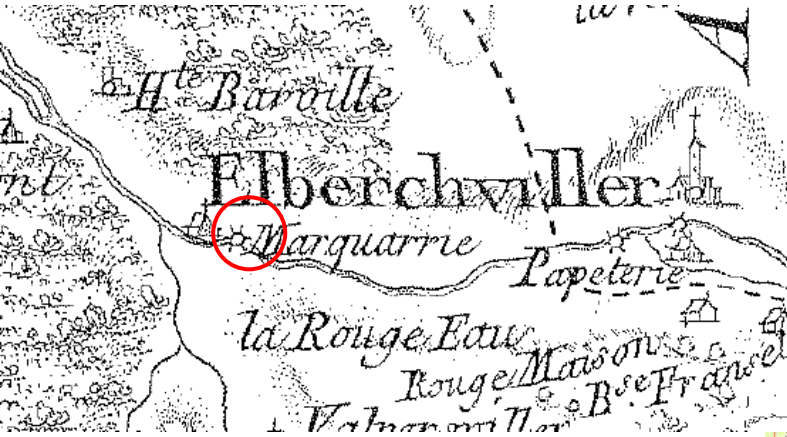 Hte Baraille
Elberchviller
Marquarrie
Papeterie
la Rouge Eau
Rouge Maison
Bse Franse